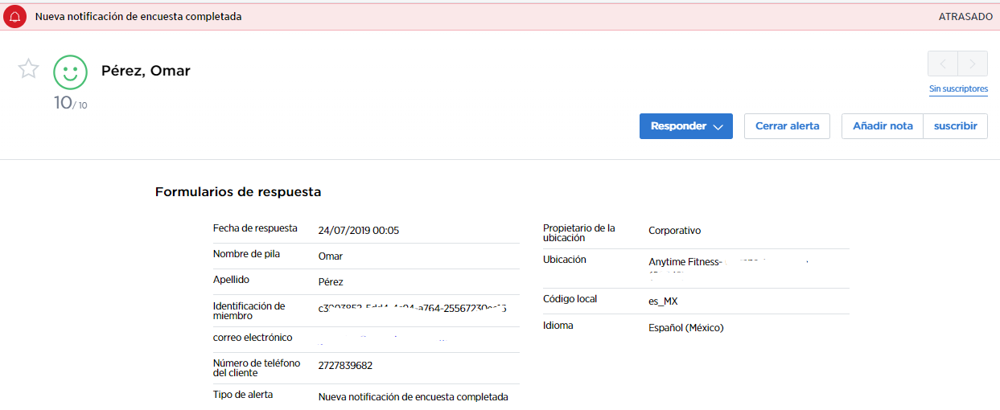 Nueva notificación de encuesta completada
ATRASADO
Pérez, Omar
10/ 10
Sin suscriptores
Responder
Cerrar alerta
Añadir nota
suscribir
Formularios de respuesta
Fecha de respuesta
24/07/2019 00:05
Nombre de pila
Omar
Apellido
Pérez
Identificación de
miembro
correo electrónico
Número de teléfono
del cliente
2727839682
Tipo de alerta
Nueva notificación de encuesta completada
Propietario de la
ubicación
Corporativo
Ubicación
Anytime Fitness-
Código local
es_MX
Idioma
Español (México)